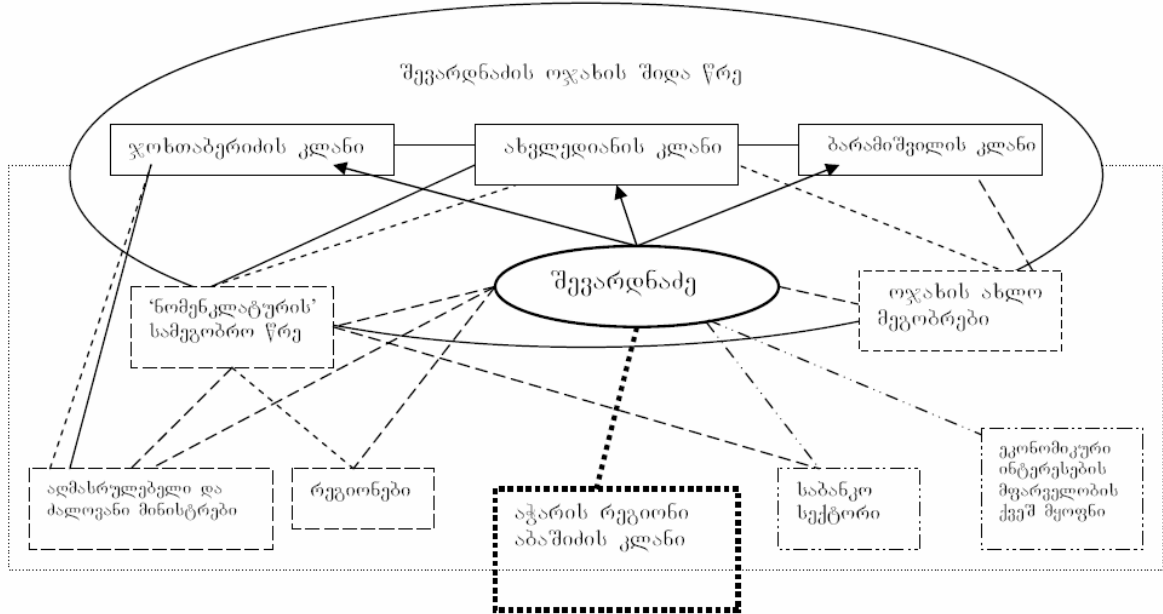 შევარდნაძის ოჯახის შიდა წრე
ჯოხთაბერიძის კლანი
ახვლედიანის კლანი
ბარამიშვილის კლანი
შევარდნაძე
‘ნომენკლატურის’
სამეგობრო წრე
ოჯახის ახლო
მეგობრები
აღმასრულებელი და
ძალოვანი მინისტრები
რეგიონები
აჭარის რეგიონი
აბაშიძის კლანი
საბანკო
სექტორი
ეკონომიკური
ინტერესების
მფარველობის
ქვეშ მყოფნი